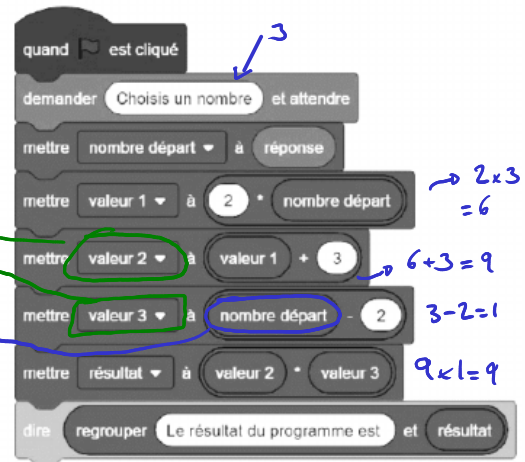 3
quand est cliqué
demander Choisis un nombre et attendre
mettre nombre départ à réponse
mettre valeur 1 à 2 * nombre départ
2 x 3
= 6
mettre valeur 2 à valeur 1 + 3
6 + 3 = 9
mettre valeur 3 à nombre départ - 2
3 - 2 = 1
mettre résultat à valeur 2 * valeur 3
9 x 1 = 9
dire regrouper Le résultat du programme est et résultat